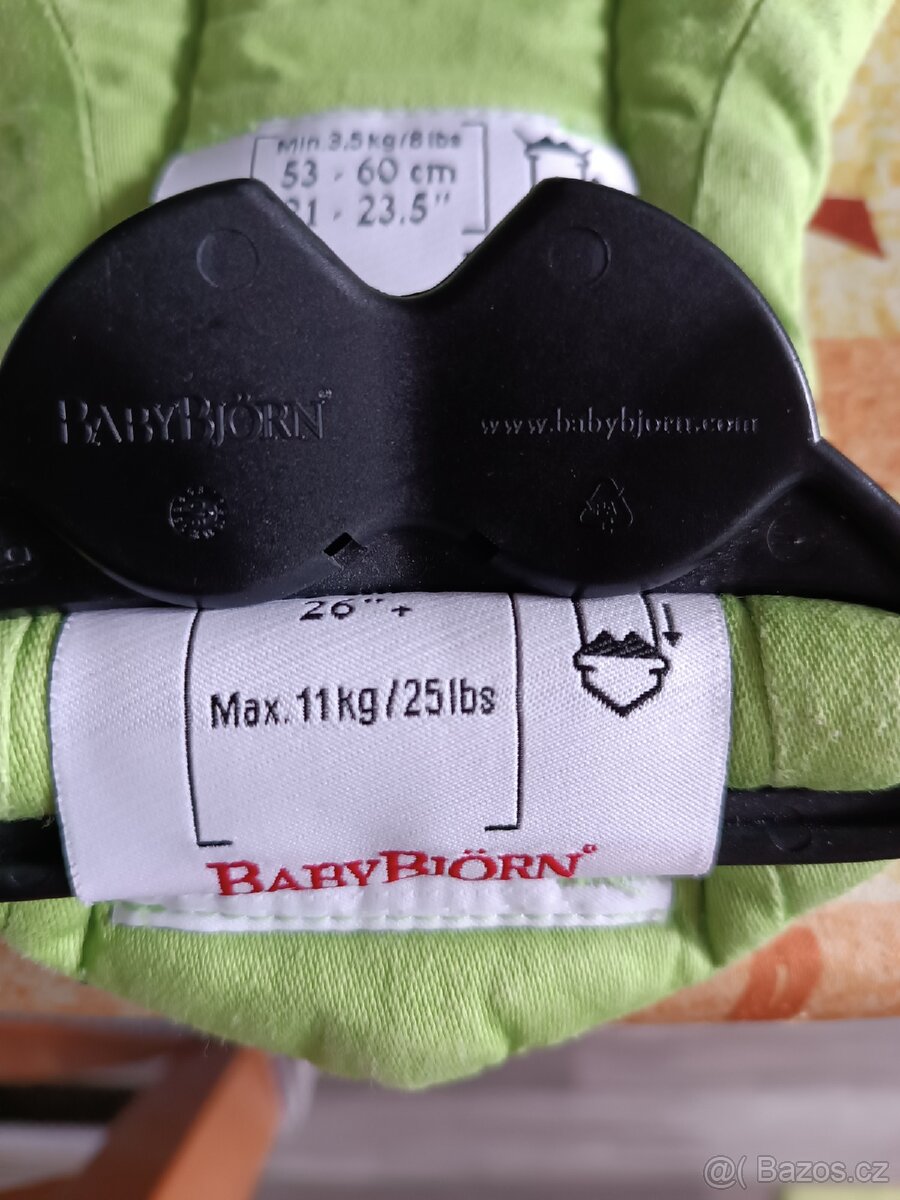 Min. 3.5 kg/8 lbs
53 - 60 cm
21 - 23.5"
BABYBJÖRN®
www.babybjorn.com
26"+
Max. 11kg/25lbs
BABYBJÖRN®
@( Bazos.cz